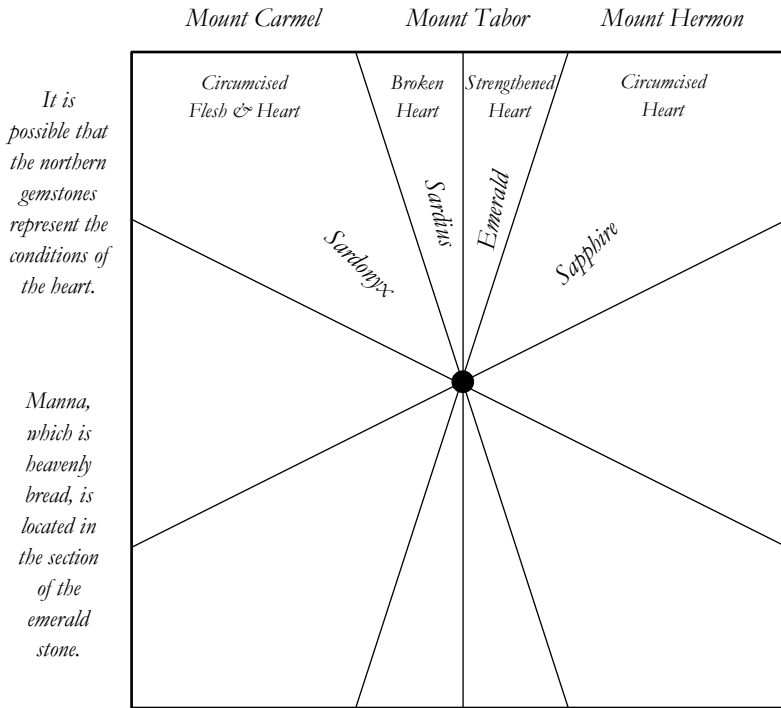 Mount Carmel Mount Tabor Mount Hermon
Circumcised
Flesh & Heart
Broken
Heart
Strengthened
Heart
Circumcised
Heart
It is
possible that
the northern
gemstones
represent the
conditions of
the heart.
Sardonyx
Sardius
Emerald
Sapphire
Manna,
which is
heavenly
bread, is
located in
the section
of the
emerald
stone.